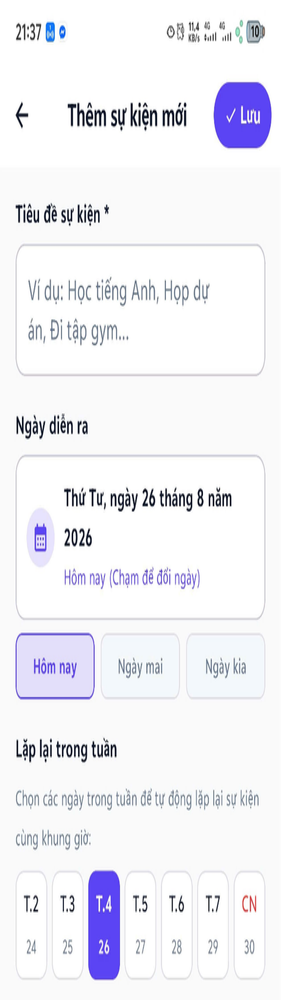 21:37
11,4 KB/s 4G 4G 10
Thêm sự kiện mới
✓ Lưu
Tiêu đề sự kiện *
Ví dụ: Học tiếng Anh, Họp dự
án, Đi tập gym...
Ngày diễn ra
Thứ Tư, ngày 26 tháng 8 năm
2026
Hôm nay (Chạm để đổi ngày)
Hôm nay Ngày mai Ngày kia
Lặp lại trong tuần
Chọn các ngày trong tuần để tự động lặp lại sự kiện
cùng khung giờ:
T.2 T.3 T.4 T.5 T.6 T.7 CN
24 25 26 27 28 29 30